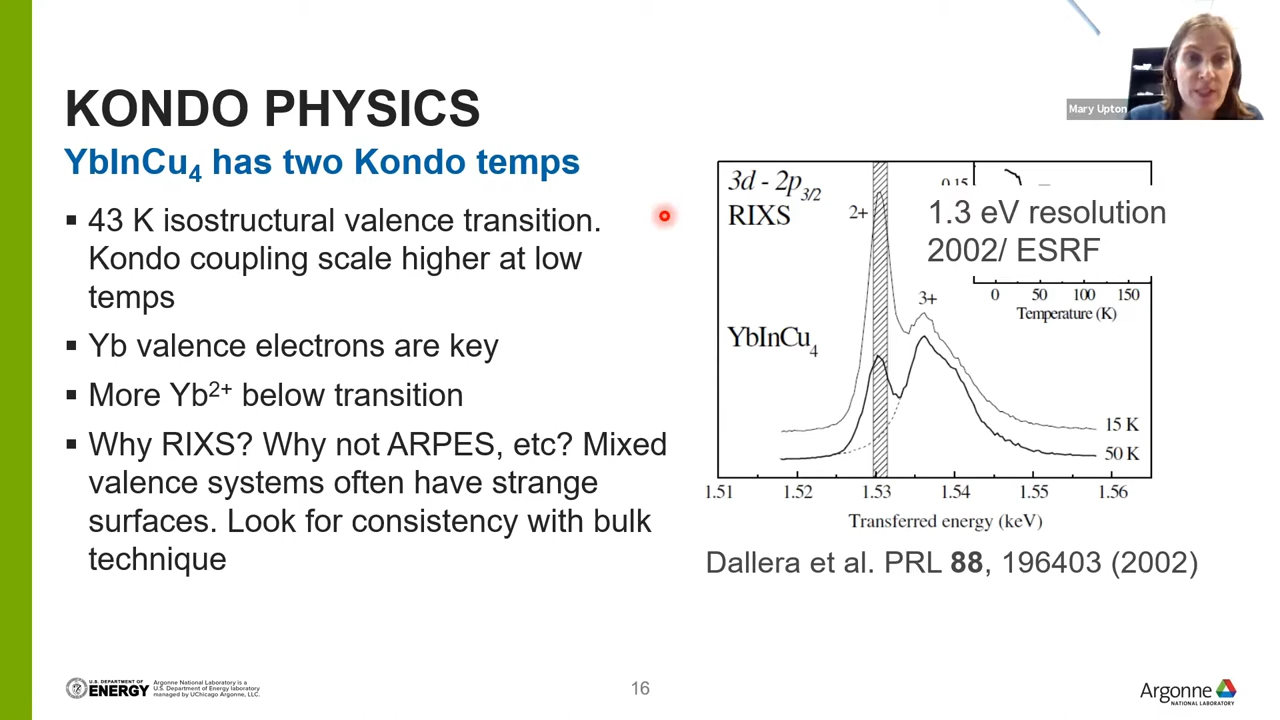 KONDO PHYSICS
YbInCu₄ has two Kondo temps
▪ 43 K isostructural valence transition.
Kondo coupling scale higher at low
temps
▪ Yb valence electrons are key
▪ More Yb²⁺ below transition
▪ Why RIXS? Why not ARPES, etc? Mixed
valence systems often have strange
surfaces. Look for consistency with bulk
technique
Mary Upton
3d - 2p₃/₂
RIXS
2+
0.15
1.3 eV resolution
2002/ ESRF
0 50 100 150
Temperature (K)
3+
YbInCu₄
15 K
50 K
1.51 1.52 1.53 1.54 1.55 1.56
Transferred energy (keV)
Dallera et al. PRL 88, 196403 (2002)
U.S. DEPARTMENT OF
ENERGY
Argonne National Laboratory is a
U.S. Department of Energy laboratory
managed by UChicago Argonne, LLC.
16
Argonne
NATIONAL LABORATORY